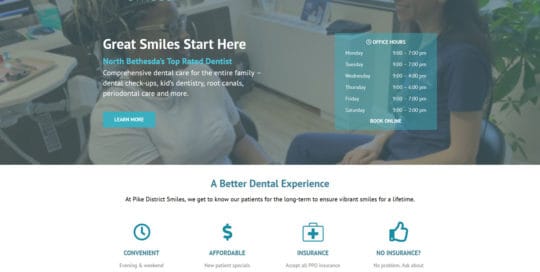 Great Smiles Start Here
North Bethesda's Top Rated Dentist
Comprehensive dental care for the entire family –
dental check-ups, kid's dentistry, root canals,
periodontal care and more.
LEARN MORE
OFFICE HOURS
Monday 9:00 – 7:00 pm
Tuesday 9:00 – 7:00 pm
Wednesday 9:00 – 4:00 pm
Thursday 9:00 – 6:00 pm
Friday 9:00 – 7:00 pm
Saturday 9:00 – 2:00 pm
BOOK ONLINE
A Better Dental Experience
At Pike District Smiles, we get to know our patients for the long-term to ensure vibrant smiles for a lifetime.
CONVENIENT
Evening & weekend
AFFORDABLE
New patient specials
INSURANCE
Accept all PPO insurance
NO INSURANCE?
No problem. Ask about